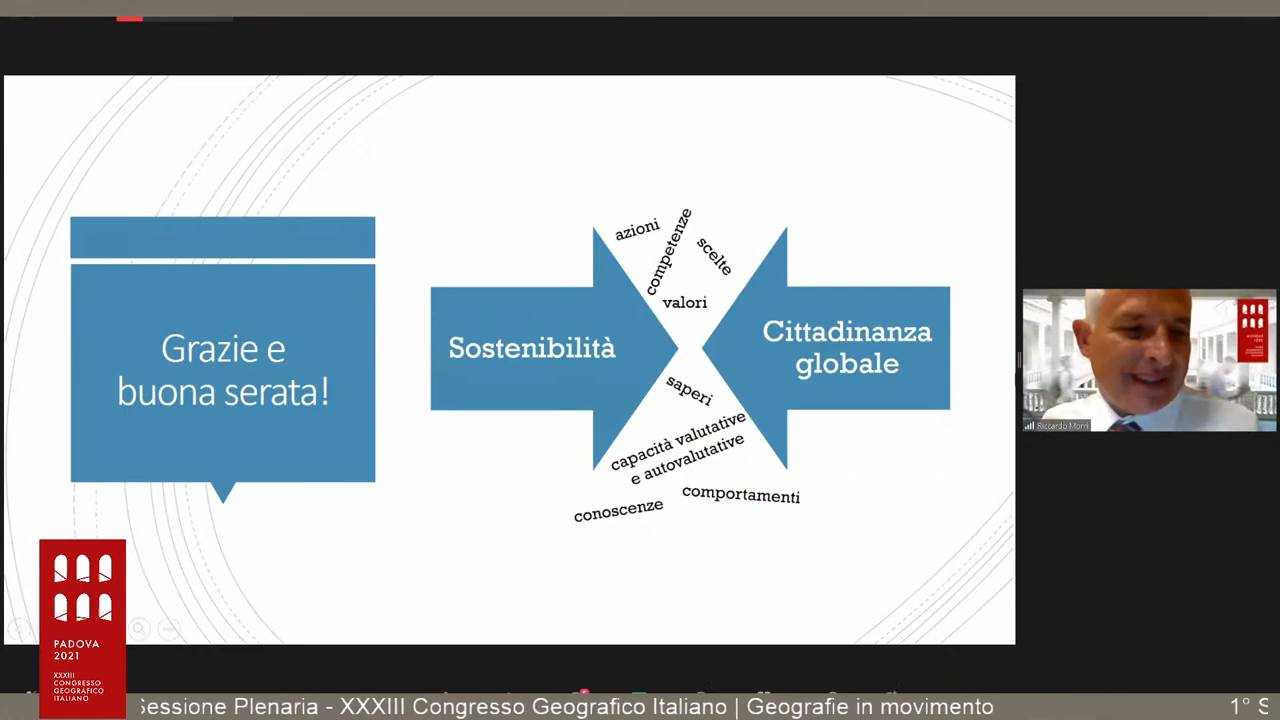 Grazie e
buona serata!
azioni
competenze
scelte
valori
Sostenibilità
Cittadinanza
globale
saperi
capacità valutative
e autovalutative
comportamenti
conoscenze
Riccardo Morri
PADOVA
2021
XXXIII
CONGRESSO
GEOGRAFICO
ITALIANO
Sessione Plenaria - XXXIII Congresso Geografico Italiano | Geografie in movimento
1° S